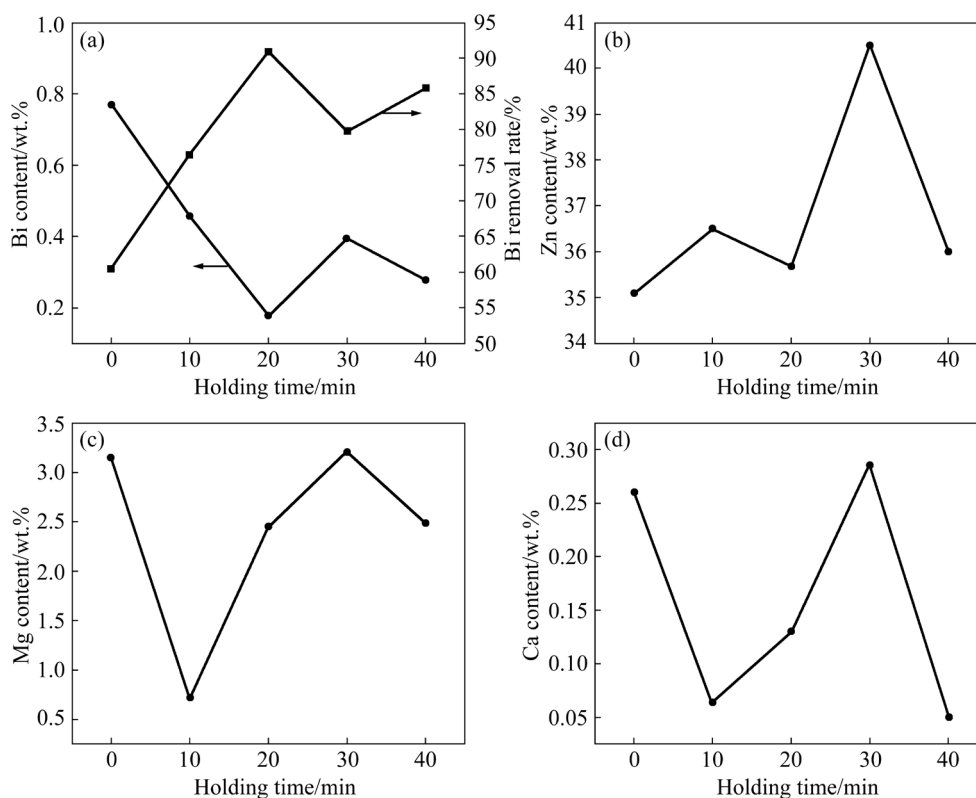 (a)
1.0
0.8
0.6
0.4
0.2
Bi content/wt.%
95
90
85
80
75
70
65
60
55
50
Bi removal rate/%
0 10 20 30 40
Holding time/min
(b)
41
40
39
38
37
36
35
34
Zn content/wt.%
0 10 20 30 40
Holding time/min
(c)
3.5
3.0
2.5
2.0
1.5
1.0
0.5
Mg content/wt.%
0 10 20 30 40
Holding time/min
(d)
0.30
0.25
0.20
0.15
0.10
0.05
Ca content/wt.%
0 10 20 30 40
Holding time/min